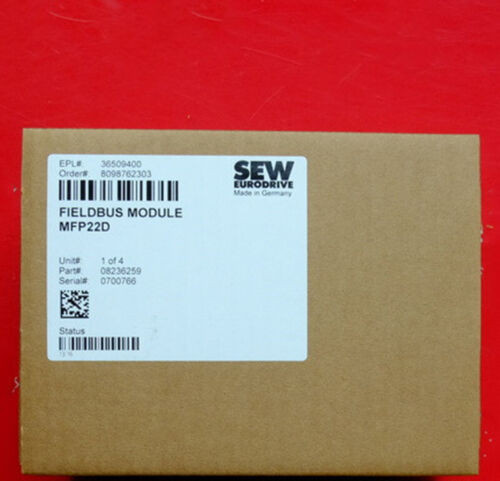 EPL#: 36509400
Order#: 8098762303
SEW
EURODRIVE
Made in Germany
FIELDBUS MODULE
MFP22D
Unit#: 1 of 4
Part#: 08236259
Serial#: 0700766
Status